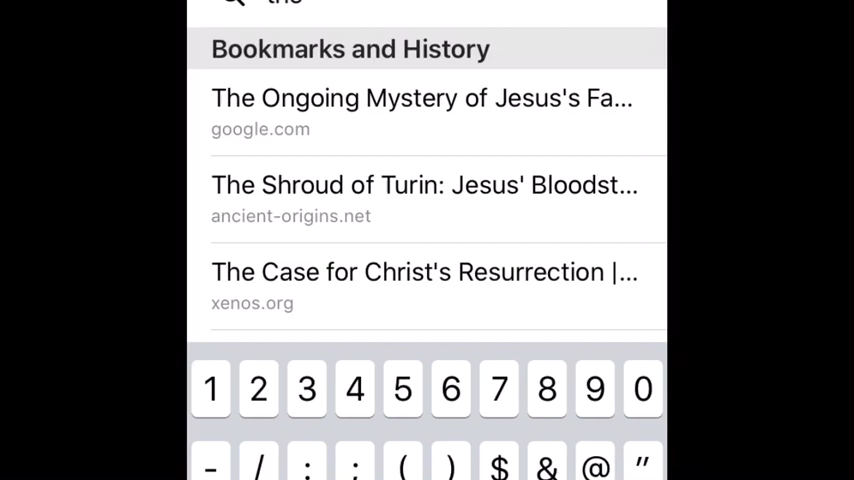 the
Bookmarks and History
The Ongoing Mystery of Jesus's Fa...
google.com
The Shroud of Turin: Jesus' Bloodst...
ancient-origins.net
The Case for Christ's Resurrection |...
xenos.org
1 2 3 4 5 6 7 8 9 0
- / : ; ( ) $ & @ "